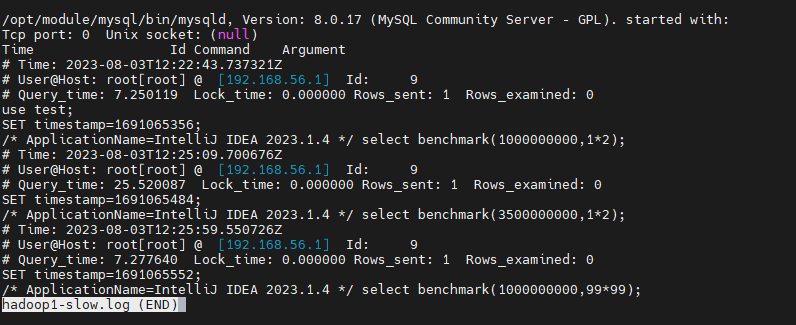 /opt/module/mysql/bin/mysqld, Version: 8.0.17 (MySQL Community Server - GPL). started with:
Tcp port: 0  Unix socket: (null)
Time                 Id Command    Argument
# Time: 2023-08-03T12:22:43.737321Z
# User@Host: root[root] @  [192.168.56.1]  Id:     9
# Query_time: 7.250119  Lock_time: 0.000000 Rows_sent: 1  Rows_examined: 0
use test;
SET timestamp=1691065356;
/* ApplicationName=IntelliJ IDEA 2023.1.4 */ select benchmark(1000000000,1*2);
# Time: 2023-08-03T12:25:09.700676Z
# User@Host: root[root] @  [192.168.56.1]  Id:     9
# Query_time: 25.520087  Lock_time: 0.000000 Rows_sent: 1  Rows_examined: 0
SET timestamp=1691065484;
/* ApplicationName=IntelliJ IDEA 2023.1.4 */ select benchmark(3500000000,1*2);
# Time: 2023-08-03T12:25:59.550726Z
# User@Host: root[root] @  [192.168.56.1]  Id:     9
# Query_time: 7.277640  Lock_time: 0.000000 Rows_sent: 1  Rows_examined: 0
SET timestamp=1691065552;
/* ApplicationName=IntelliJ IDEA 2023.1.4 */ select benchmark(1000000000,99*99);
hadoop1-slow.log (END)